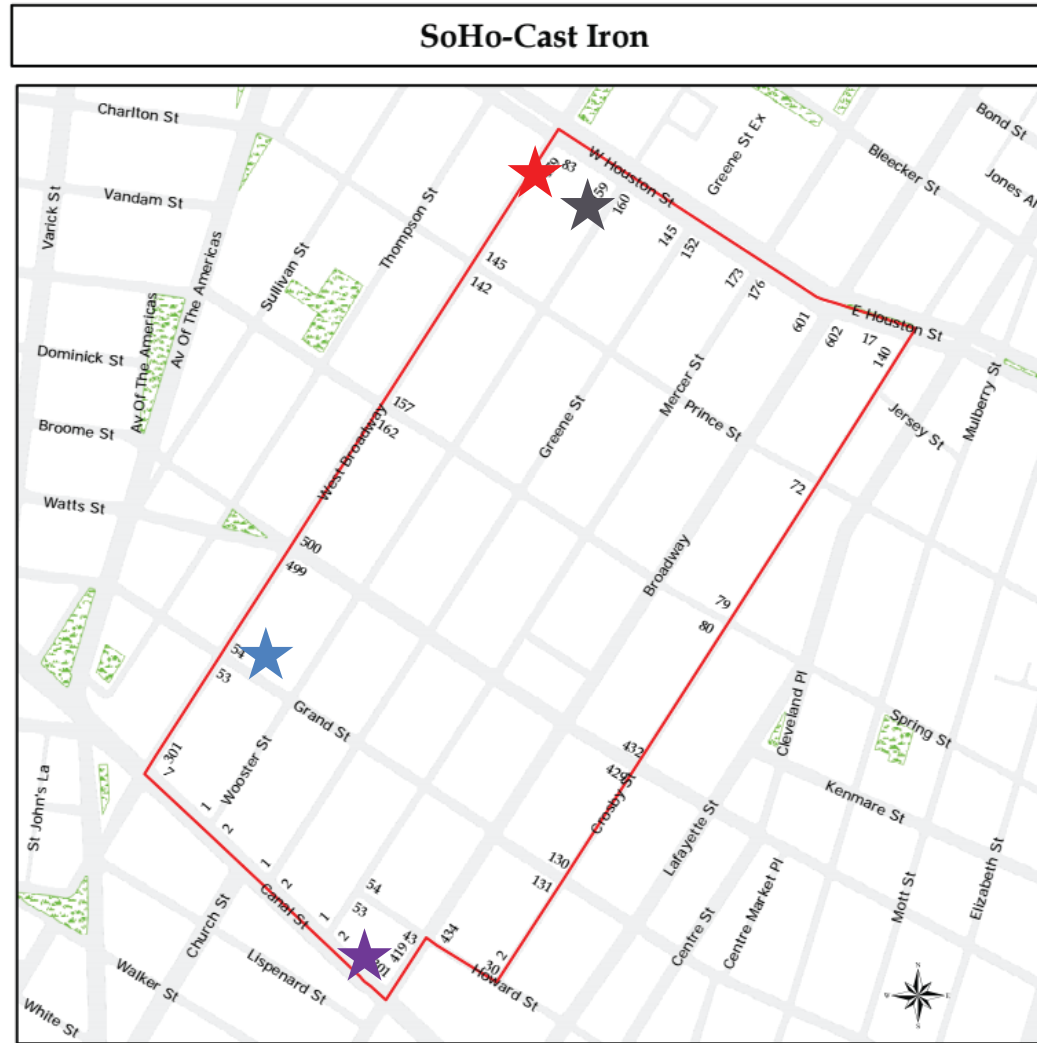 SoHo-Cast Iron
Charlton St
Vandam St
Varick St
Av Of The Americas
Av Of The Americas
Dominick St
Broome St
Watts St
Sullivan St
Thompson St
West Broadway
W Houston St
Greene St Ex
Bleecker St
Bond St
E Houston St
Mulberry St
Jersey St
Prince St
Mercer St
Greene St
Broadway
Crosby St
Spring St
Cleveland Pl
Kenmare St
Lafayette St
Centre St
Centre Market Pl
Mott St
Elizabeth St
Grand St
Wooster St
Canal St
Church St
Lispenard St
Walker St
White St
St John's La
Howard St
83
59
160
145
152
173
176
601
602
17
140
145
142
157
162
72
500
499
79
80
54
53
432
429
301
7
1
2
1
2
1
2
54
53
43
419
301
434
130
131
2
30
W
E
N
S